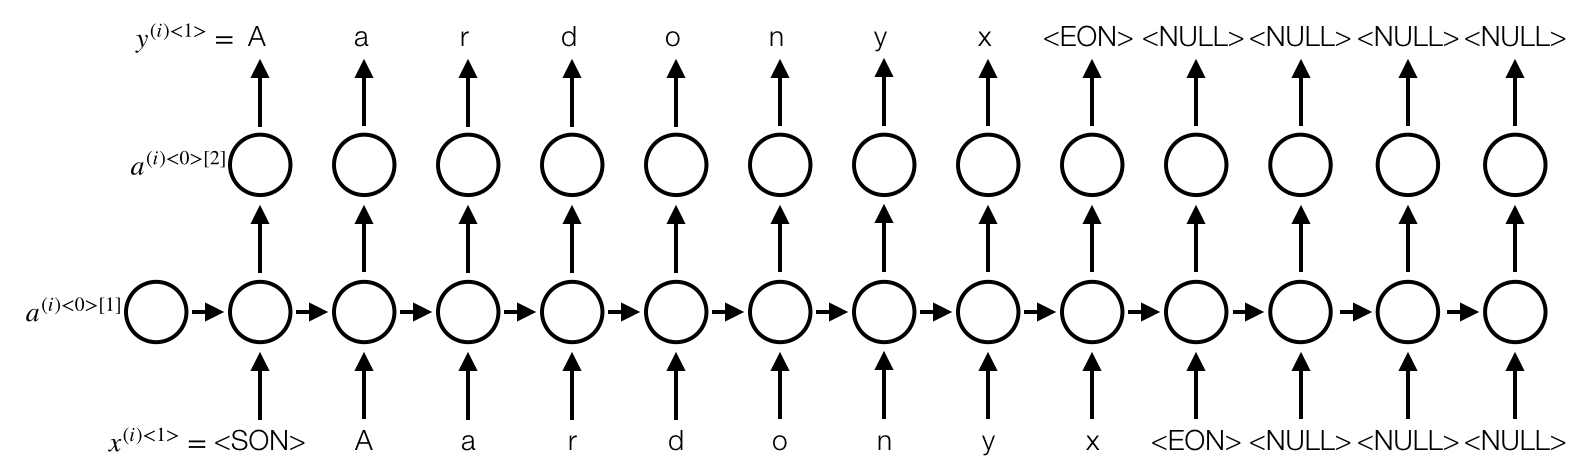 y^{(i)<1>} = A a r d o n y x <EON> <NULL> <NULL> <NULL> <NULL>
a^{(i)<0>[2]}
a^{(i)<0>[1]}
x^{(i)<1>} = <SON> A a r d o n y x <EON> <NULL> <NULL> <NULL>